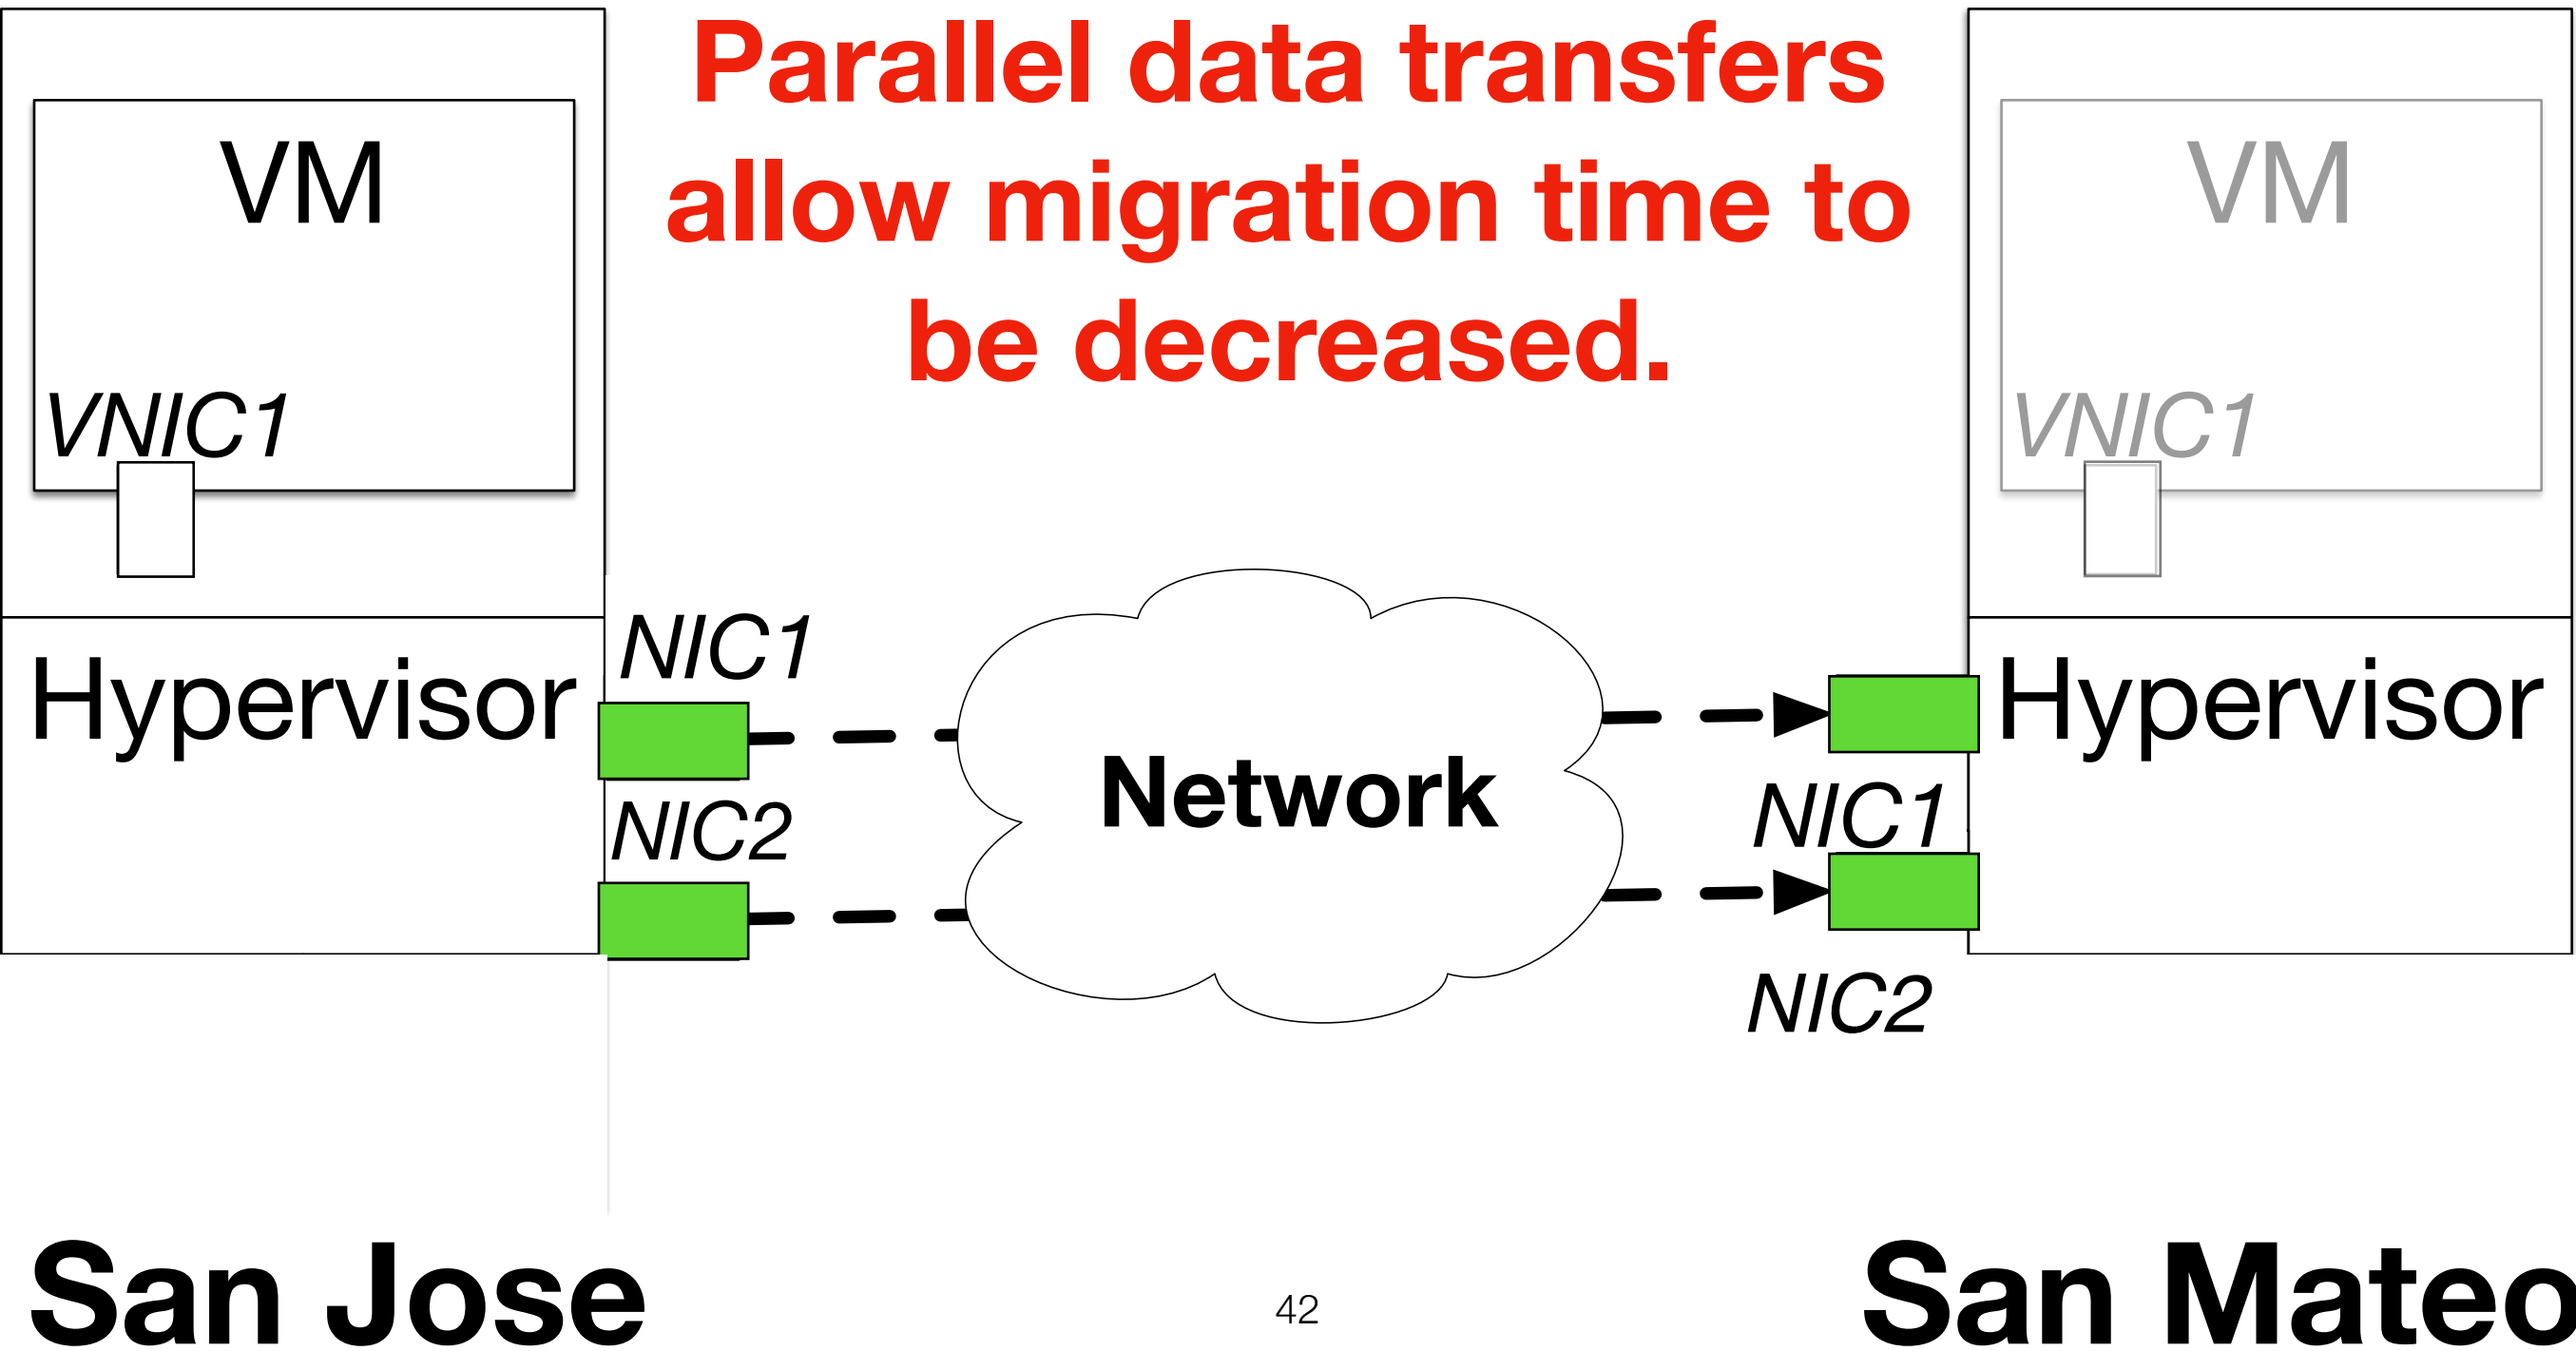 Parallel data transfers
allow migration time to
be decreased.
VM
VNIC1
Hypervisor
NIC1
NIC2
Network
VM
VNIC1
Hypervisor
NIC1
NIC2
San Jose
42
San Mateo